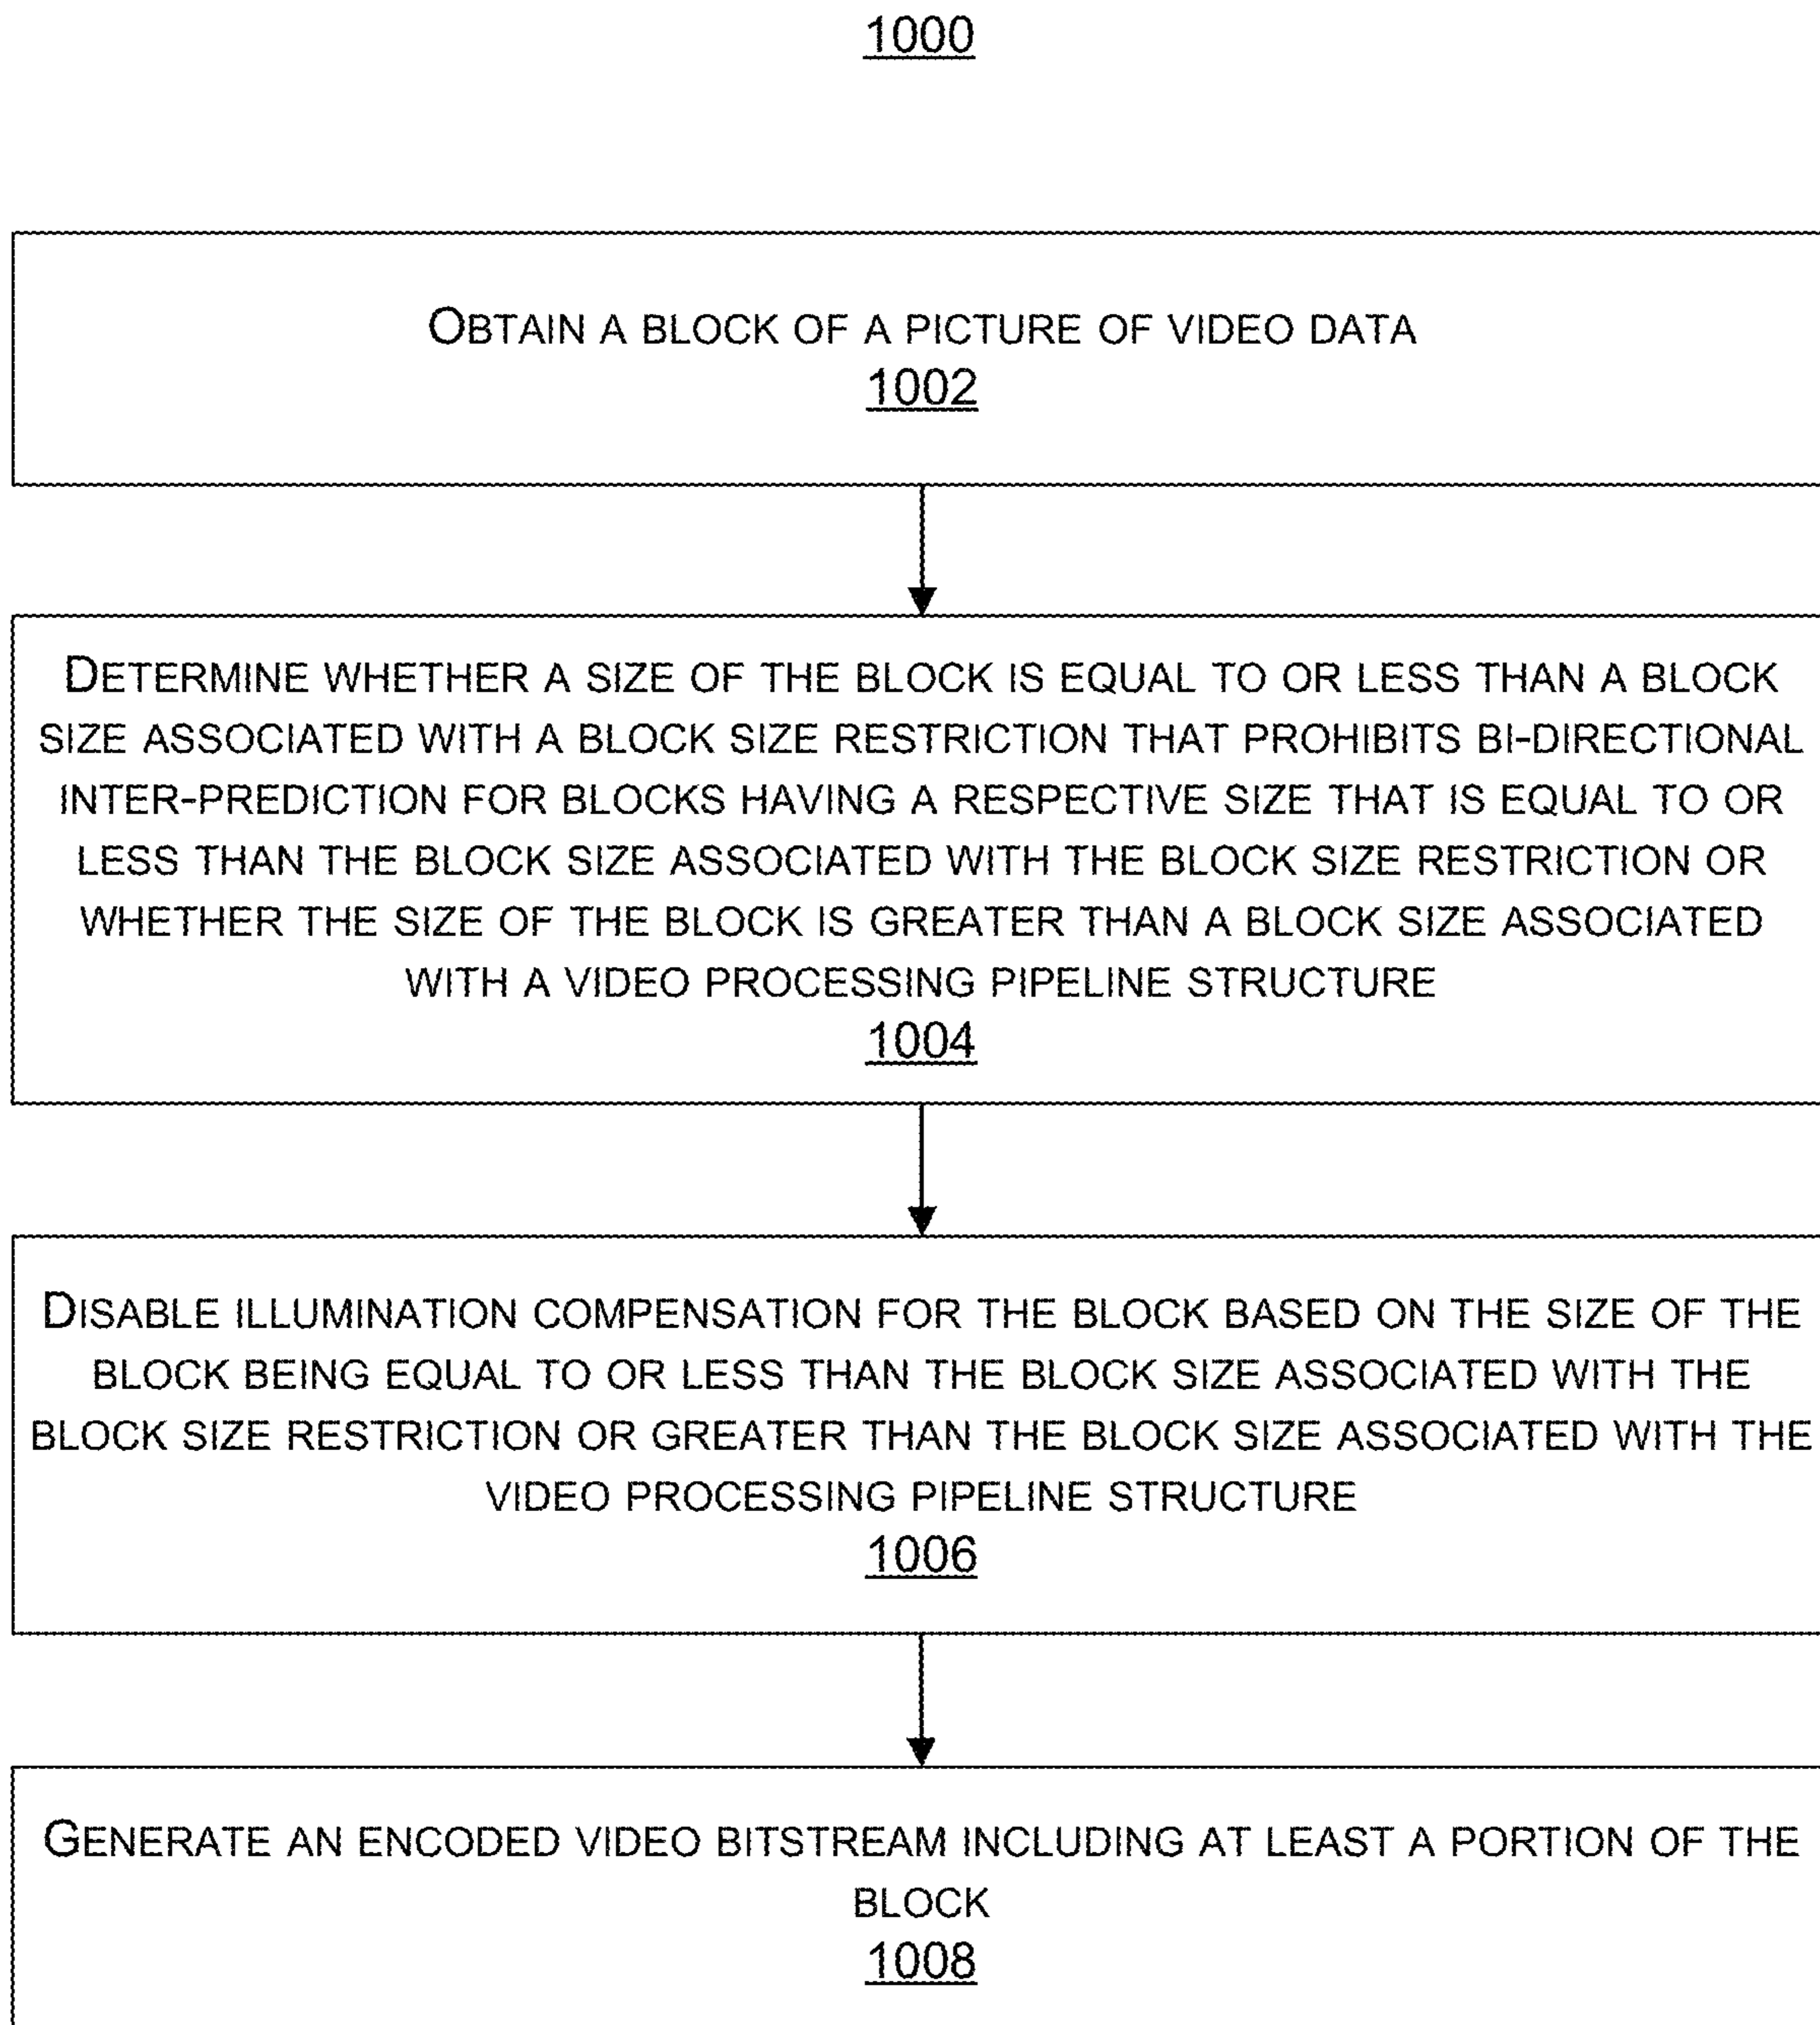 1000
OBTAIN A BLOCK OF A PICTURE OF VIDEO DATA
1002
DETERMINE WHETHER A SIZE OF THE BLOCK IS EQUAL TO OR LESS THAN A BLOCK
SIZE ASSOCIATED WITH A BLOCK SIZE RESTRICTION THAT PROHIBITS BI-DIRECTIONAL
INTER-PREDICTION FOR BLOCKS HAVING A RESPECTIVE SIZE THAT IS EQUAL TO OR
LESS THAN THE BLOCK SIZE ASSOCIATED WITH THE BLOCK SIZE RESTRICTION OR
WHETHER THE SIZE OF THE BLOCK IS GREATER THAN A BLOCK SIZE ASSOCIATED
WITH A VIDEO PROCESSING PIPELINE STRUCTURE
1004
DISABLE ILLUMINATION COMPENSATION FOR THE BLOCK BASED ON THE SIZE OF THE
BLOCK BEING EQUAL TO OR LESS THAN THE BLOCK SIZE ASSOCIATED WITH THE
BLOCK SIZE RESTRICTION OR GREATER THAN THE BLOCK SIZE ASSOCIATED WITH THE
VIDEO PROCESSING PIPELINE STRUCTURE
1006
GENERATE AN ENCODED VIDEO BITSTREAM INCLUDING AT LEAST A PORTION OF THE
BLOCK
1008